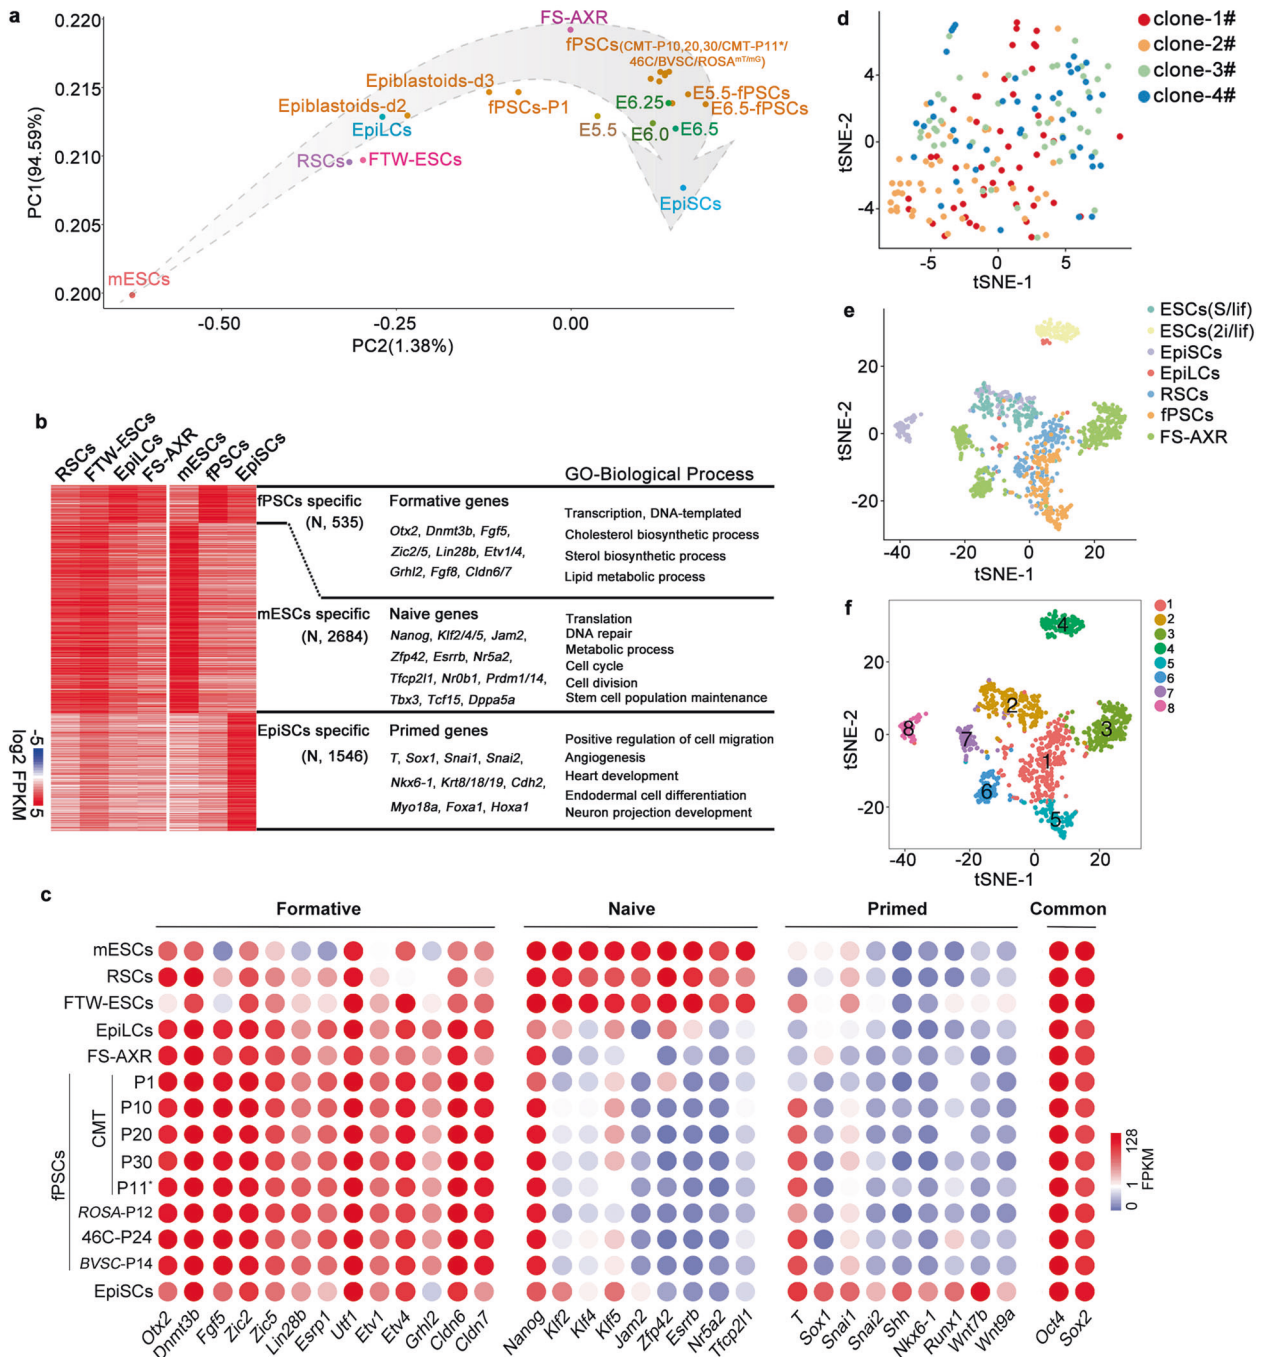 a
0.220
0.215
0.210
0.205
0.200
PC1(94.59%)
-0.50
-0.25
0.00
PC2(1.38%)
FS-AXR
fPSCs(CMT-P10,20,30/CMT-P11*/
46C/BVSC/ROSAmT/mG)
Epiblastoids-d3
Epiblastoids-d2
EpiLCs
fPSCs-P1
E5.5-fPSCs
E6.5-fPSCs
E6.25
E5.5
E6.0
E6.5
RSCs
FTW-ESCs
EpiSCs
mESCs
d
4
0
-4
tSNE-2
-5
0
5
tSNE-1
clone-1#
clone-2#
clone-3#
clone-4#
e
20
0
-20
tSNE-2
-40
-20
0
20
tSNE-1
ESCs(S/lif)
ESCs(2i/lif)
EpiSCs
EpiLCs
RSCs
fPSCs
FS-AXR
b
RSCs
FTW-ESCs
EpiLCs
FS-AXR
mESCs
fPSCs
EpiSCs
GO-Biological Process
fPSCs specific
(N, 535)
Formative genes
Otx2, Dnmt3b, Fgf5,
Zic2/5, Lin28b, Etv1/4,
Grhl2, Fgf8, Cldn6/7
Transcription, DNA-templated
Cholesterol biosynthetic process
Sterol biosynthetic process
Lipid metabolic process
mESCs specific
(N, 2684)
Naive genes
Nanog, Klf2/4/5, Jam2,
Zfp42, Esrrb, Nr5a2,
Tfcp2l1, Nr0b1, Prdm1/14,
Tbx3, Tcf15, Dppa5a
Translation
DNA repair
Metabolic process
Cell cycle
Cell division
Stem cell population maintenance
EpiSCs specific
(N, 1546)
Primed genes
T, Sox1, Snai1, Snai2,
Nkx6-1, Krt8/18/19, Cdh2,
Myo18a, Foxa1, Hoxa1
Positive regulation of cell migration
Angiogenesis
Heart development
Endodermal cell differentiation
Neuron projection development
-5
5
log2 FPKM
f
20
0
-20
tSNE-2
-40
-20
0
20
tSNE-1
1
2
3
4
5
6
7
8
1
2
3
4
5
6
7
8
c
Formative
Naive
Primed
Common
mESCs
RSCs
FTW-ESCs
EpiLCs
FS-AXR
fPSCs
CMT
P1
P10
P20
P30
P11*
ROSA-P12
46C-P24
BVSC-P14
EpiSCs
Otx2
Dnmt3b
Fgf5
Zic2
Zic5
Lin28b
Esrp1
Utf1
Etv1
Etv4
Grhl2
Cldn6
Cldn7
Nanog
Klf2
Klf4
Klf5
Jam2
Zfp42
Esrrb
Nr5a2
Tfcp2l1
T
Sox1
Snai1
Snai2
Shh
Nkx6-1
Runx1
Wnt7b
Wnt9a
Oct4
Sox2
128
1
0
FPKM